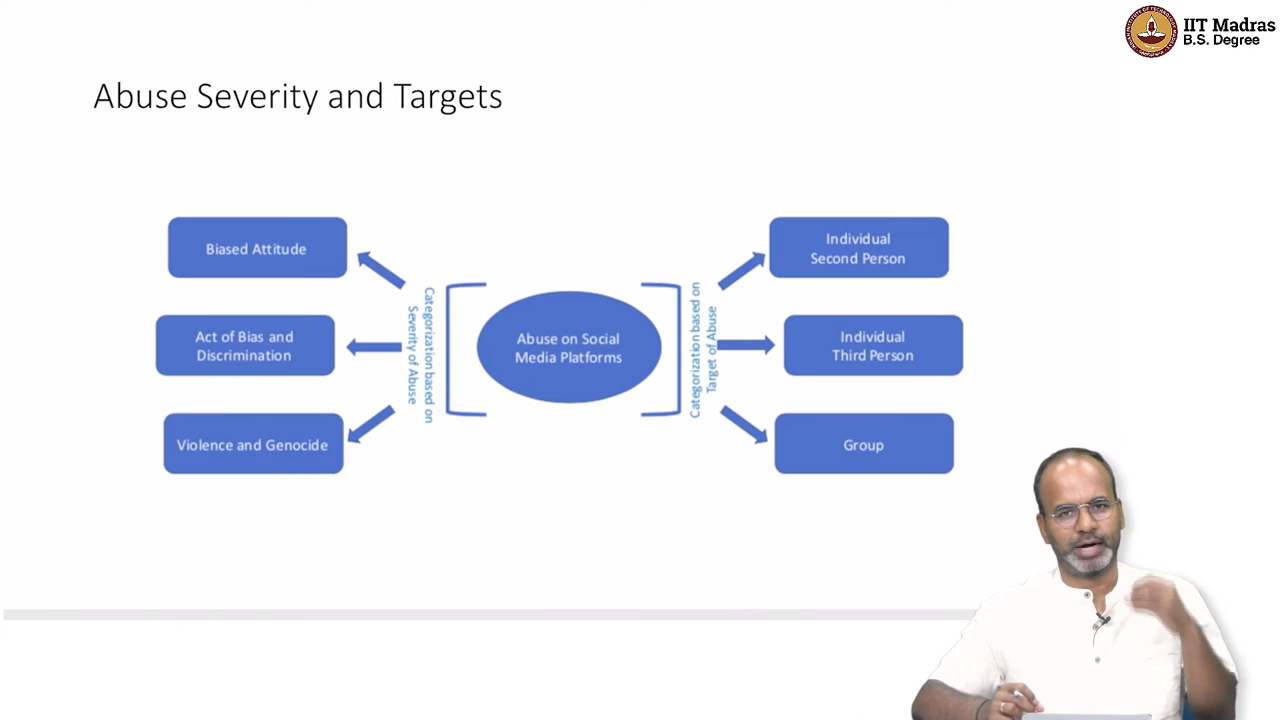 IIT Madras
B.S. Degree
Abuse Severity and Targets
Biased Attitude
Act of Bias and
Discrimination
Violence and Genocide
Categorization based on
Severity of Abuse
Abuse on Social
Media Platforms
Categorization based on
Target of Abuse
Individual
Second Person
Individual
Third Person
Group